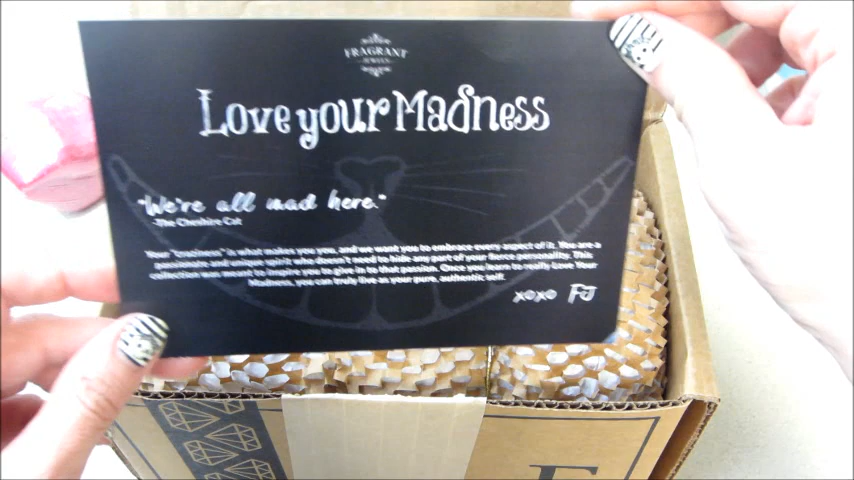 FRAGRANT
JEWELS
Love your Madness
"We're all mad here."
-The Cheshire Cat
Your "craziness" is what makes you you, and we want you to embrace every aspect of it. You are a
passionate and creative spirit who doesn't need to hide any part of your fierce personality. This
collection was meant to inspire you to give in to that passion. Once you learn to really Love Your
Madness, you can truly live as your pure, authentic self.
xoxo FJ
F